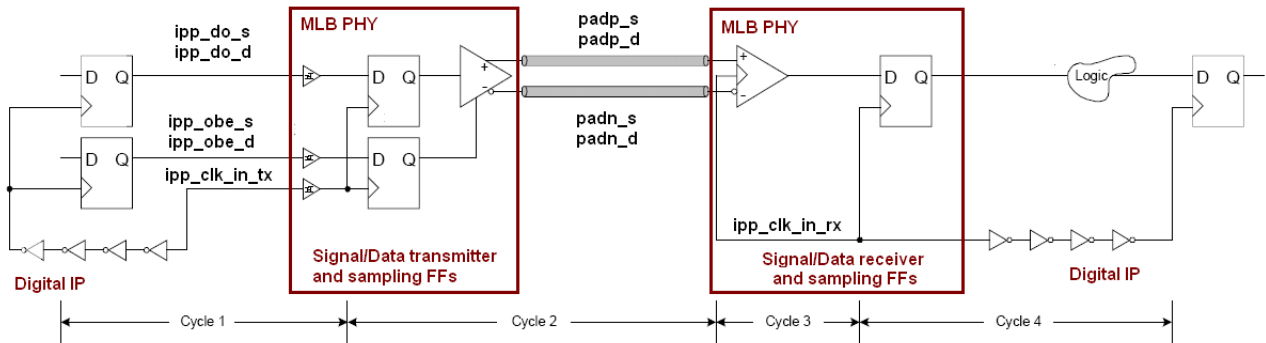 ipp_do_s
ipp_do_d
MLB PHY
padp_s
padp_d
MLB PHY
D Q
D Q
+
-
+
-
D Q
Logic
D Q
ipp_obe_s
ipp_obe_d
padn_s
padn_d
D Q
D Q
ipp_clk_in_tx
ipp_clk_in_rx
Signal/Data transmitter
and sampling FFs
Signal/Data receiver
and sampling FFs
Digital IP
Digital IP
Cycle 1
Cycle 2
Cycle 3
Cycle 4